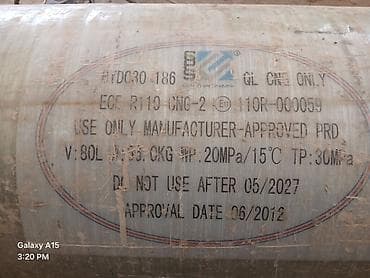 GL CNG ONLY
ECE R110 CNG-2 110R-000059
USE ONLY MANUFACTURER-APPROVED PRD
V:80L WP:20MPa/15℃ TP:30MPa
DO NOT USE AFTER 05/2027
APPROVAL DATE 06/2012
Galaxy A15
3:20 PM